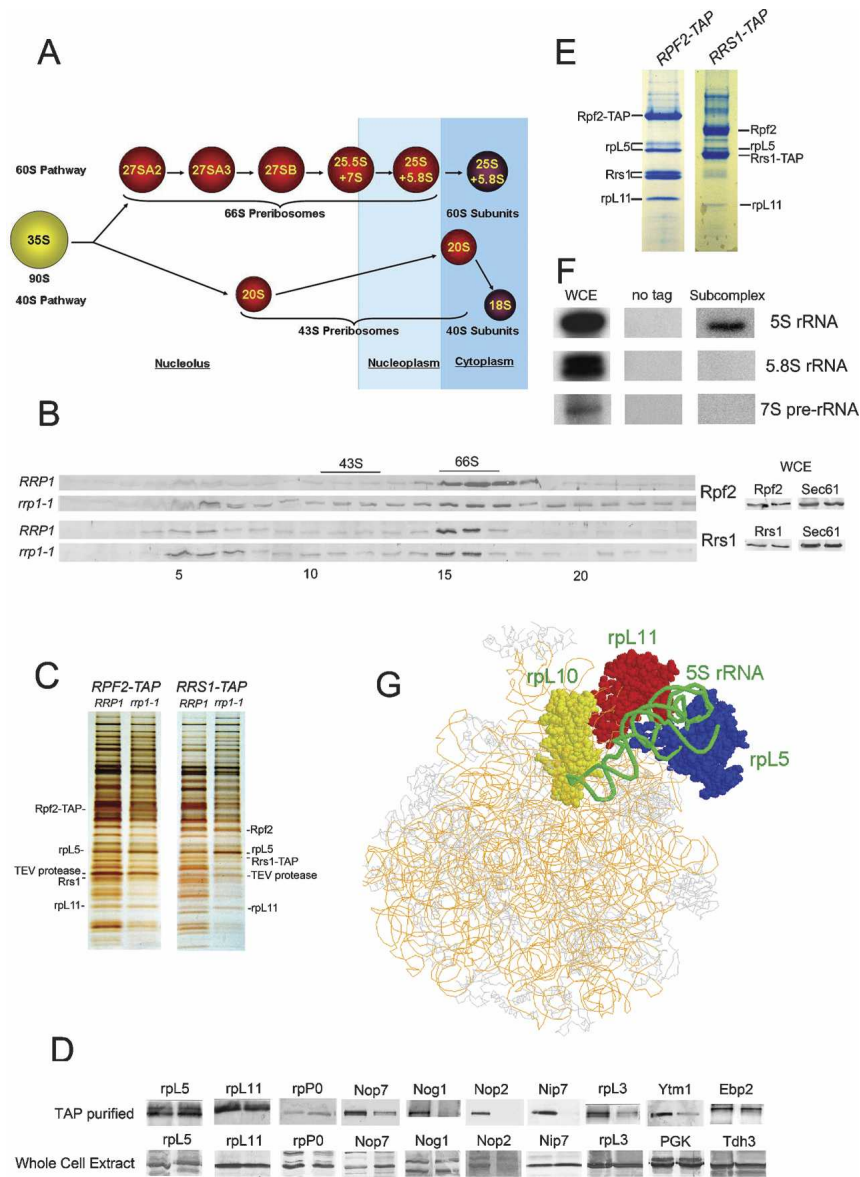 A
60S Pathway
27SA2
27SA3
27SB
25.5S
+7S
25S
+5.8S
25S
+5.8S
66S Preribosomes
60S Subunits
35S
90S
40S Pathway
20S
20S
18S
43S Preribosomes
40S Subunits
Nucleolus
Nucleoplasm
Cytoplasm
E
RPF2-TAP
RRS1-TAP
Rpf2-TAP
rpL5
Rrs1
rpL11
Rpf2
rpL5
Rrs1-TAP
rpL11
F
WCE
no tag
Subcomplex
5S rRNA
5.8S rRNA
7S pre-rRNA
B
43S
66S
RRP1
rrp1-1
RRP1
rrp1-1
5
10
15
20
Rpf2
Rrs1
WCE
Rpf2
Sec61
Rrs1
Sec61
C
RPF2-TAP
RRS1-TAP
RRP1
rrp1-1
RRP1
rrp1-1
Rpf2-TAP-
rpL5-
TEV protease
Rrs1
rpL11-
-Rpf2
rpL5
Rrs1-TAP
-TEV protease
-rpL11
G
rpL11
rpL10
5S rRNA
rpL5
D
TAP purified
rpL5
rpL11
rpP0
Nop7
Nog1
Nop2
Nip7
rpL3
Ytm1
Ebp2
Whole Cell Extract
rpL5
rpL11
rpP0
Nop7
Nog1
Nop2
Nip7
rpL3
PGK
Tdh3